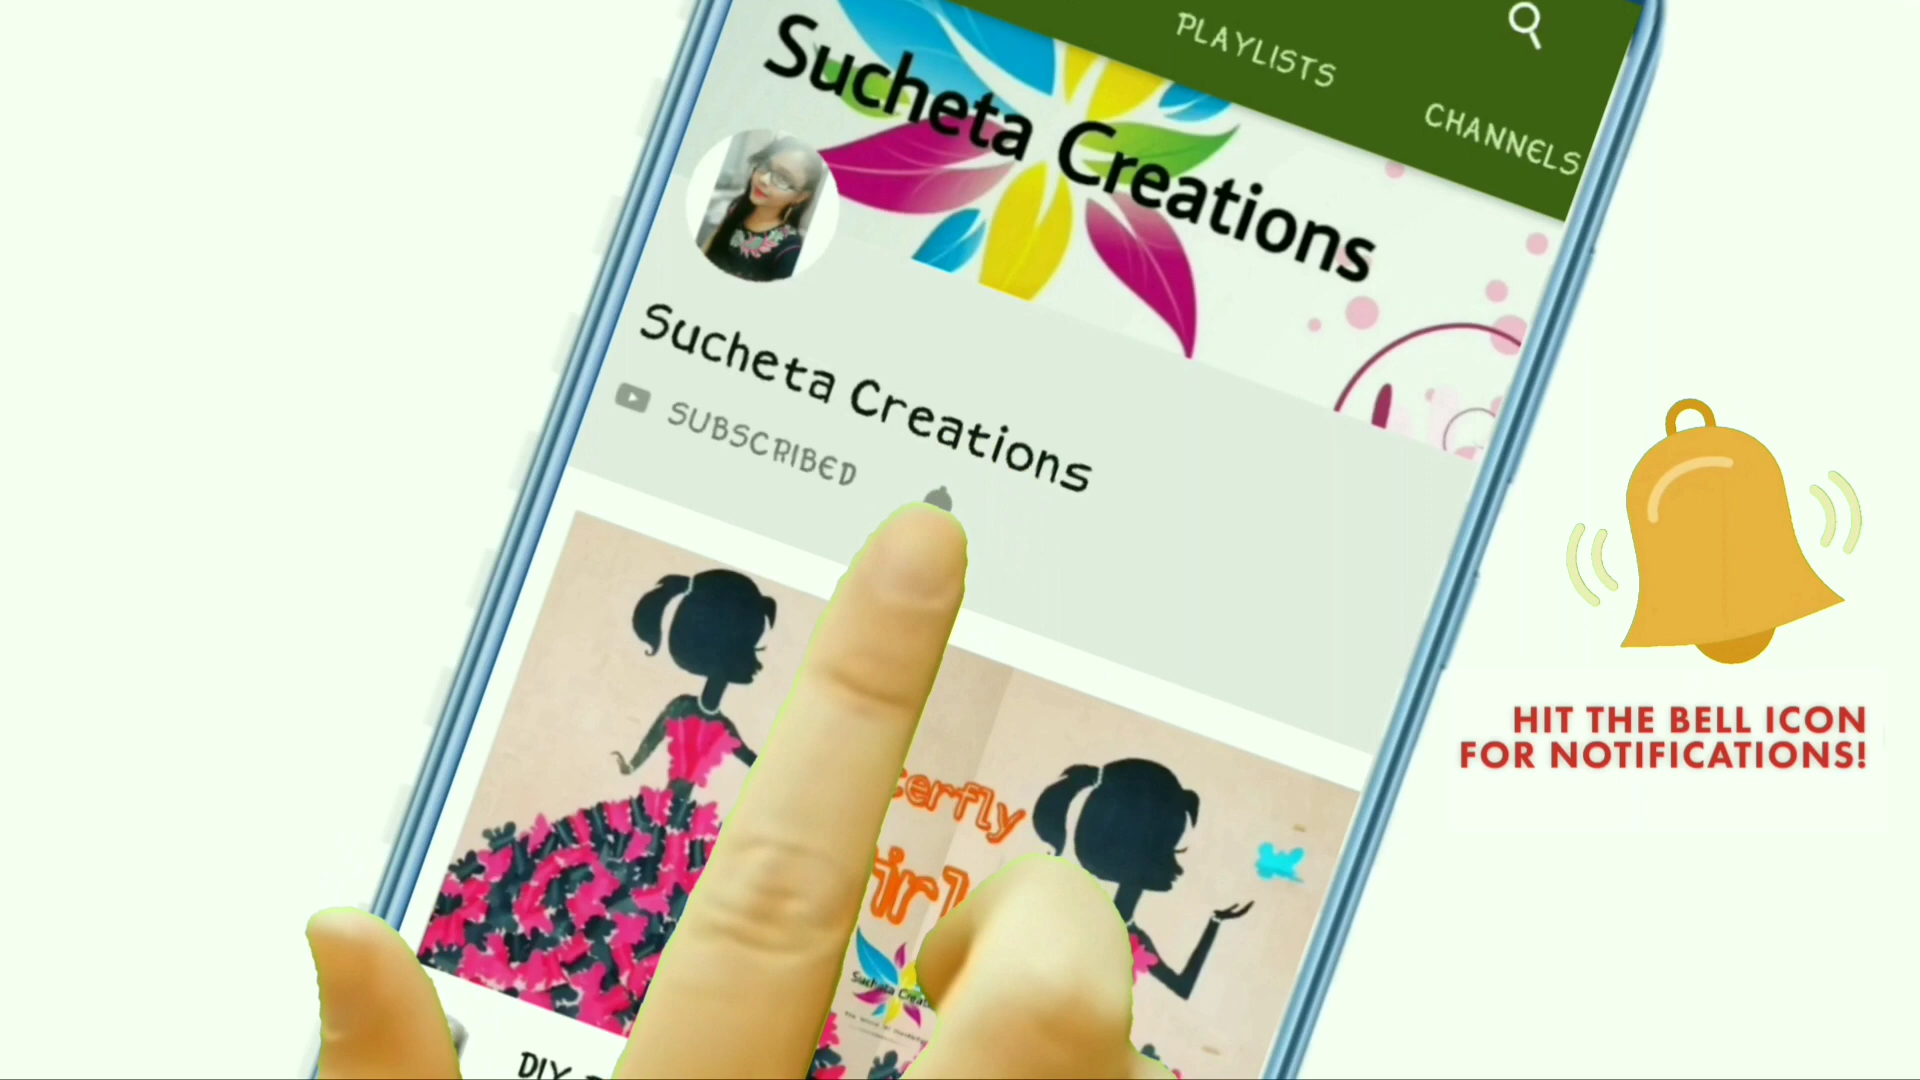 PLAYLISTS
CHANNELS
Sucheta Creations
Sucheta Creations
SUBSCRIBED
HIT THE BELL ICON
FOR NOTIFICATIONS!
DIY